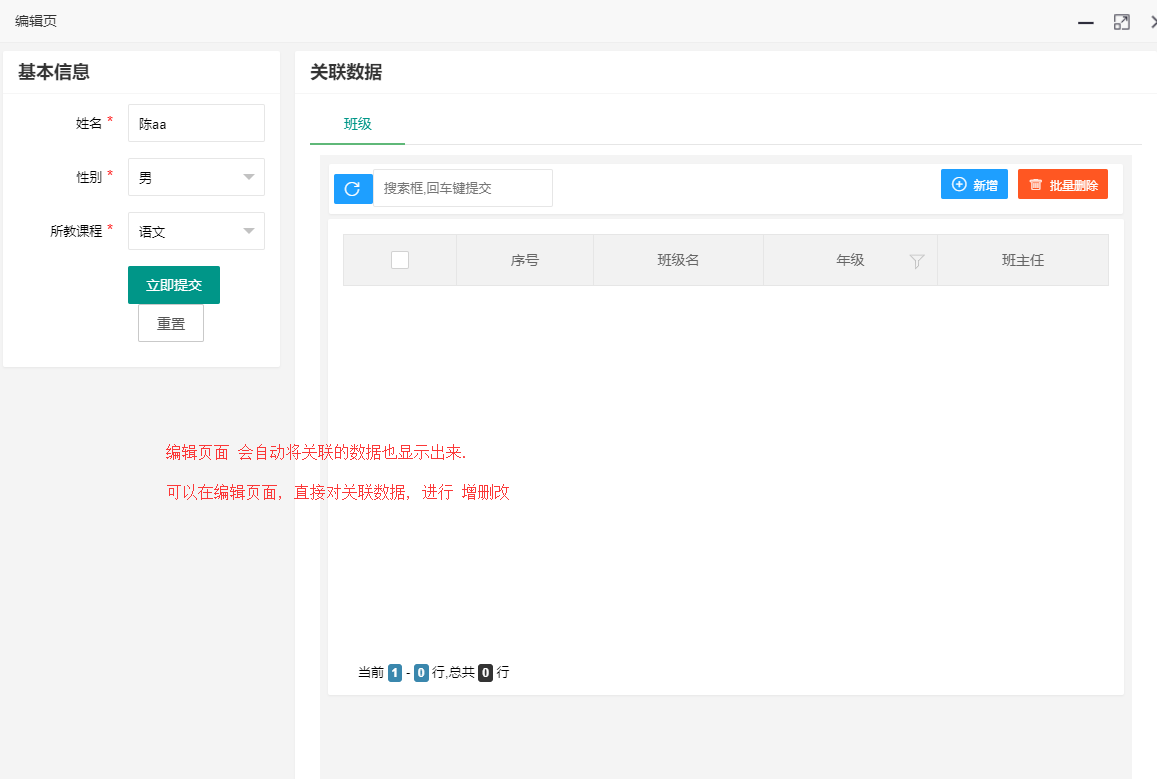 编辑页
基本信息
姓名 *
陈aa
性别 *
男
所教课程 *
语文
立即提交
重置
关联数据
班级
搜索框,回车键提交
新增
批量删除
序号 班级名 年级 班主任
编辑页面 会自动将关联的数据也显示出来.
可以在编辑页面，直接对关联数据，进行 增删改
当前 1 - 0 行,总共 0 行